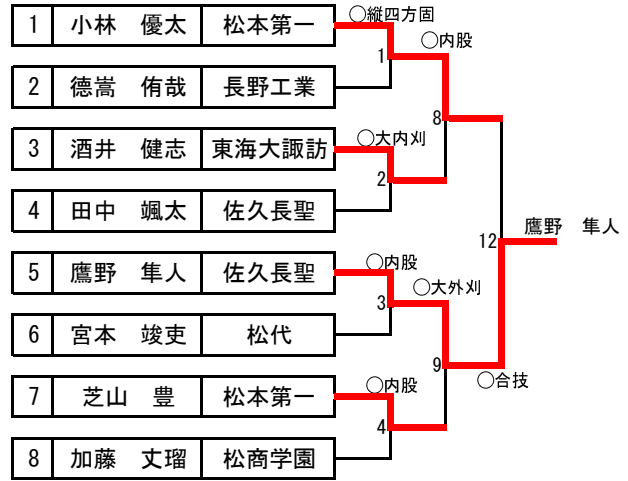 1 小林 優太 松本第一
2 德嵩 侑哉 長野工業
3 酒井 健志 東海大諏訪
4 田中 颯太 佐久長聖
5 鷹野 隼人 佐久長聖
6 宮本 竣吏 松代
7 芝山 豊 松本第一
8 加藤 丈瑠 松商学園
○縦四方固
1
○大内刈
2
○内股
3
○内股
4
○内股
8
○大外刈
9
12
○合技
鷹野 隼人